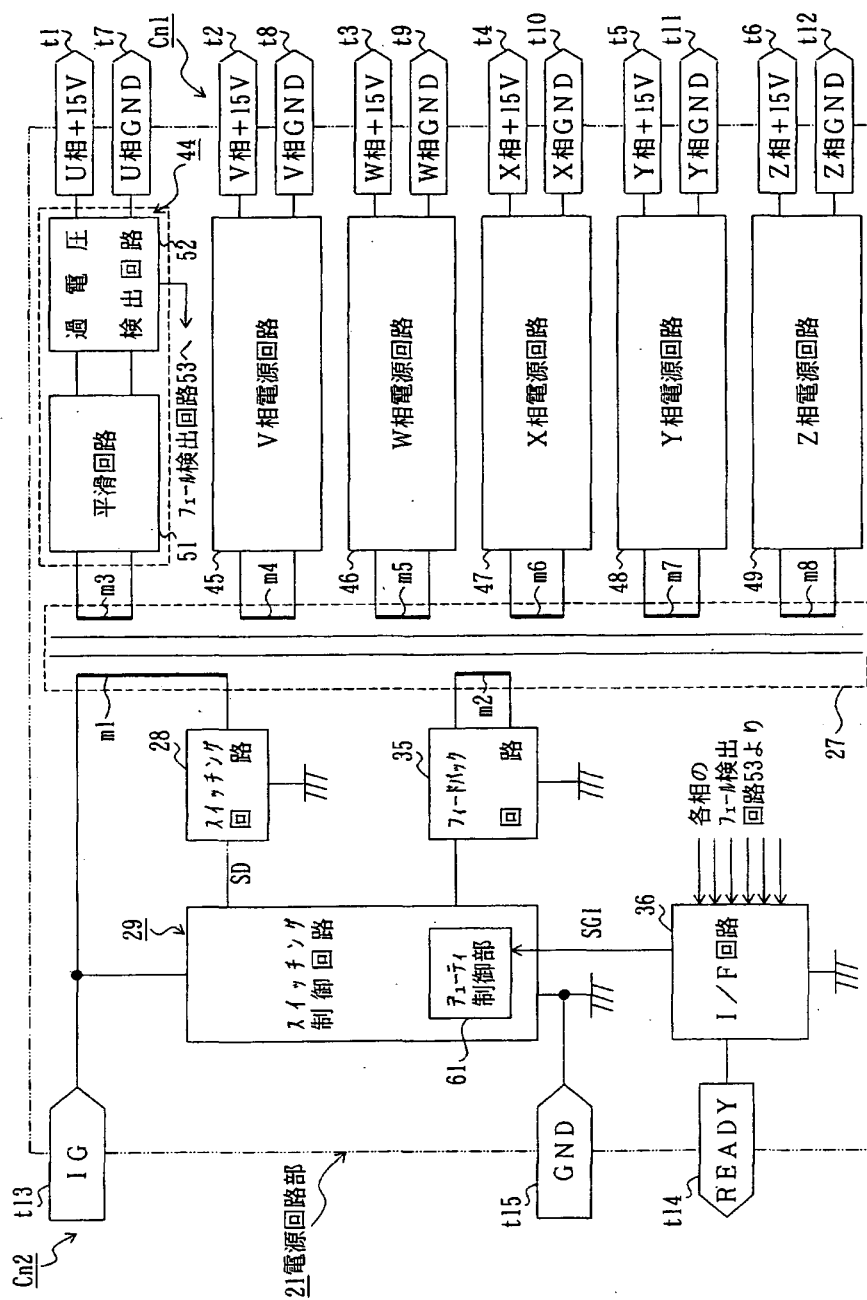 Cn2
t13
IG
21電源回路部
t15
GND
t14
READY
29
スイッチング
制御回路
61
デューティ
制御部
SD
28
スイッチング
回路
35
フィードバック
回路
SG1
36
I/F回路
各相の
フェール検出
回路53より
m1
m2
27
m3
m4
m5
m6
m7
m8
51
平滑回路
過電圧
検出回路
52
44
フェール検出回路53へ
45
V相電源回路
46
W相電源回路
47
X相電源回路
48
Y相電源回路
49
Z相電源回路
Cn1
U相+15V
t1
U相GND
t7
V相+15V
t2
V相GND
t8
W相+15V
t3
W相GND
t9
X相+15V
t4
X相GND
t10
Y相+15V
t5
Y相GND
t11
Z相+15V
t6
Z相GND
t12